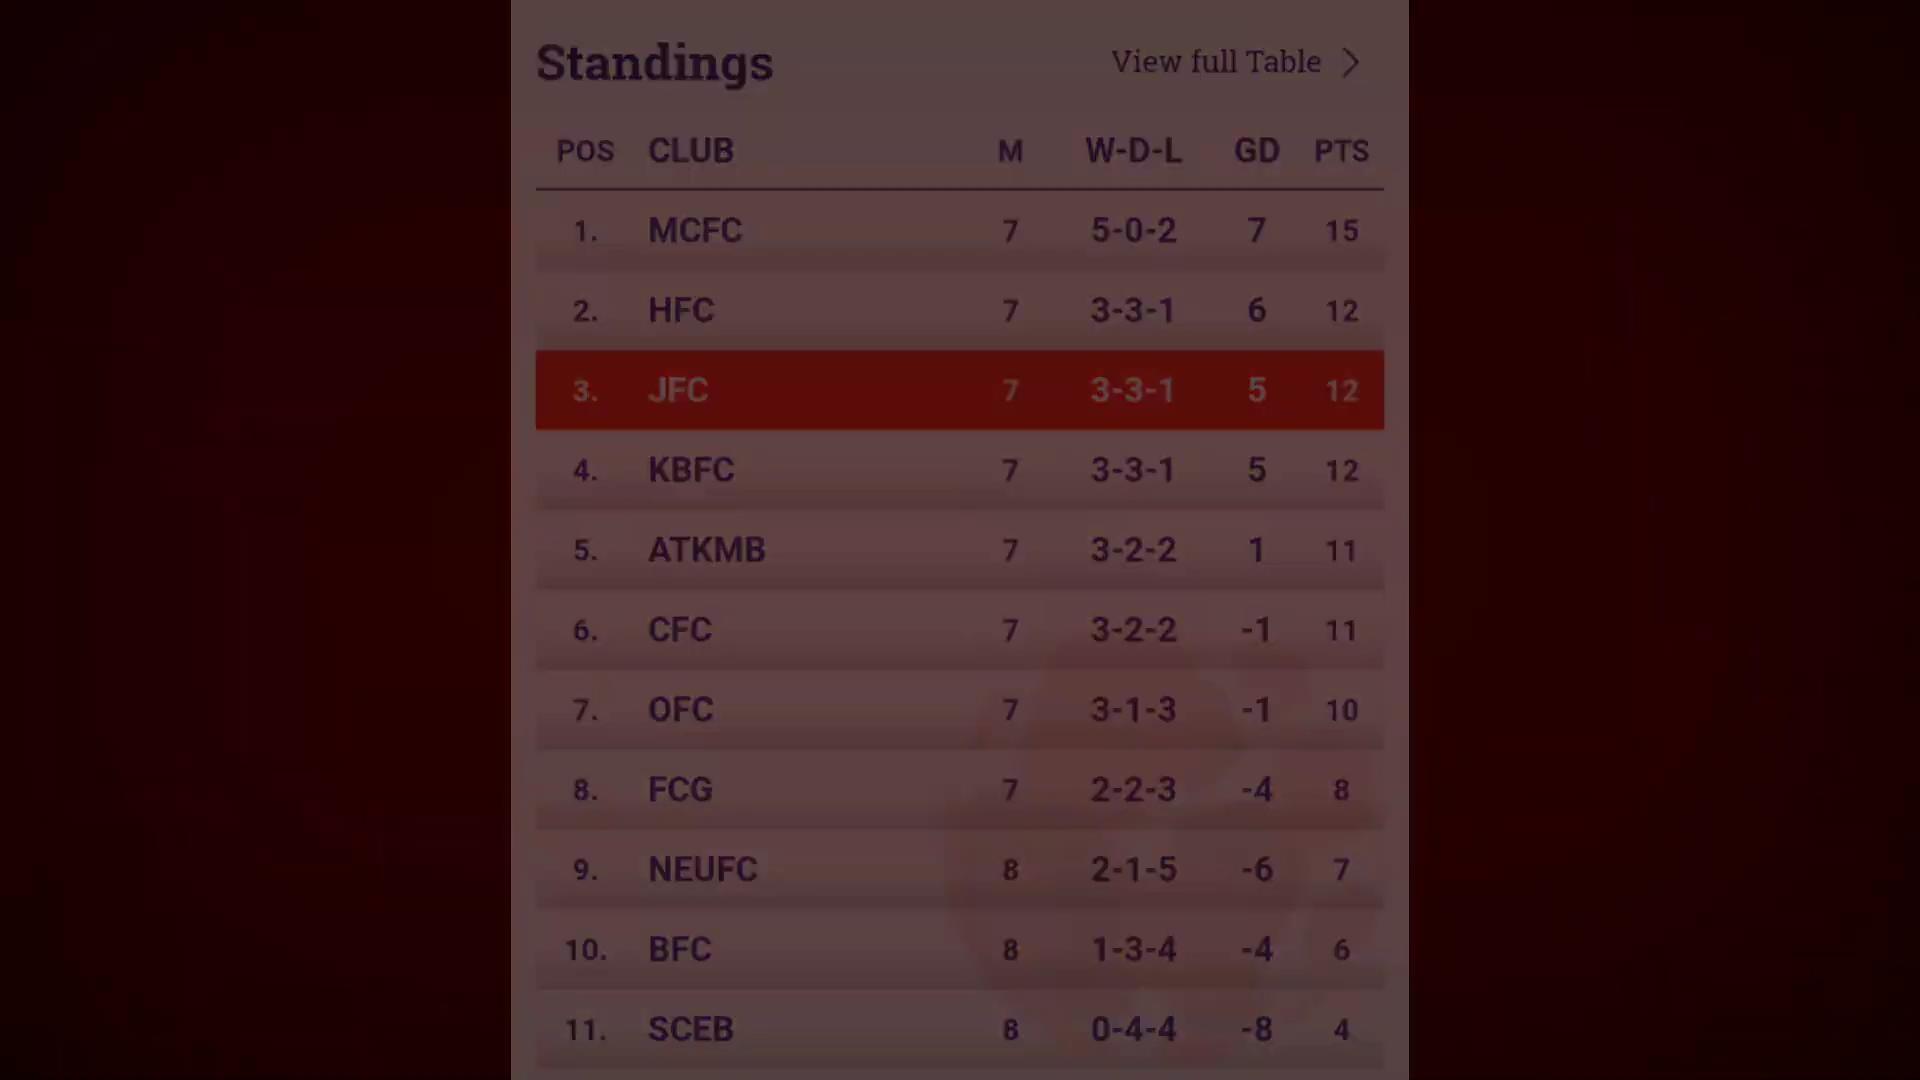 Standings View full Table
POS CLUB M W-D-L GD PTS
1. MCFC 7 5-0-2 7 15
2. HFC 7 3-3-1 6 12
3. JFC 7 3-3-1 5 12
4. KBFC 7 3-3-1 5 12
5. ATKMB 7 3-2-2 1 11
6. CFC 7 3-2-2 -1 11
7. OFC 7 3-1-3 -1 10
8. FCG 7 2-2-3 -4 8
9. NEUFC 8 2-1-5 -6 7
10. BFC 8 1-3-4 -4 6
11. SCEB 8 0-4-4 -8 4